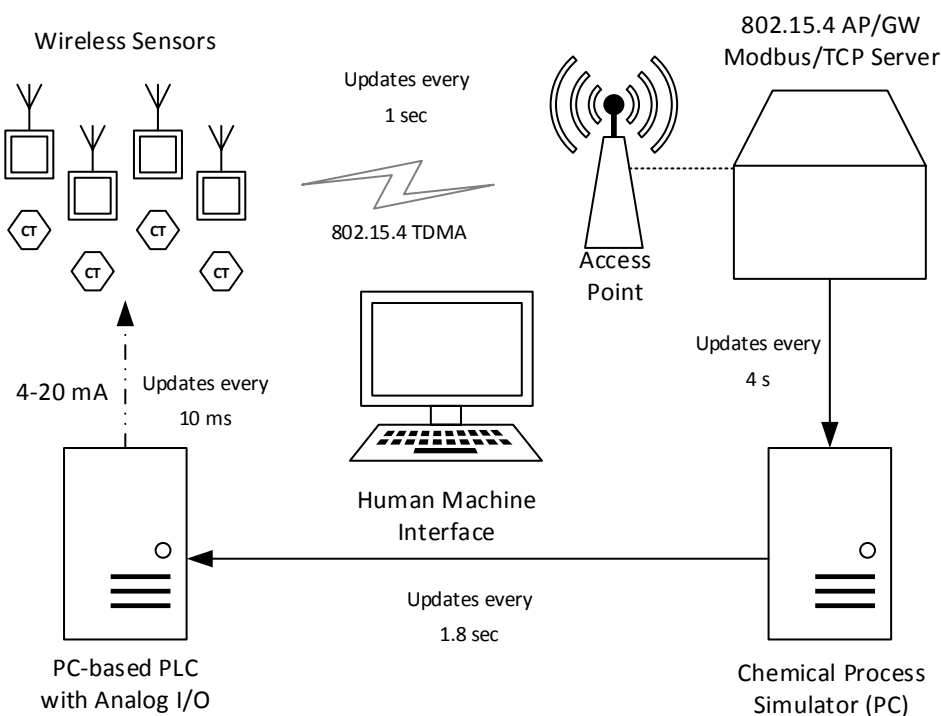 Wireless Sensors
802.15.4 AP/GW
Modbus/TCP Server
Updates every
1 sec
802.15.4 TDMA
CT
CT
CT
CT
Access
Point
Updates every
4 s
4-20 mA
Updates every
10 ms
Human Machine
Interface
Updates every
1.8 sec
PC-based PLC
with Analog I/O
Chemical Process
Simulator (PC)